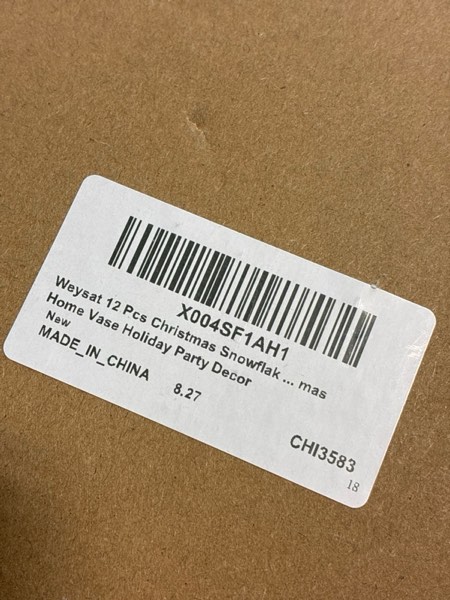 X004SF1AH1
Weysat 12 Pcs Christmas Snowflak ... mas
Home Vase Holiday Party Decor
New
MADE_IN_CHINA
8.27
CHI3583
18